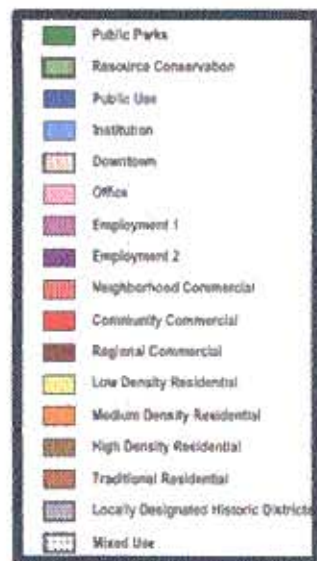 Public Parks
Resource Conservation
Public Use
Institution
Downtown
Office
Employment 1
Employment 2
Neighborhood Commercial
Community Commercial
Regional Commercial
Low Density Residential
Medium Density Residential
High Density Residential
Traditional Residential
Locally Designated Historic Districts
Mixed Use